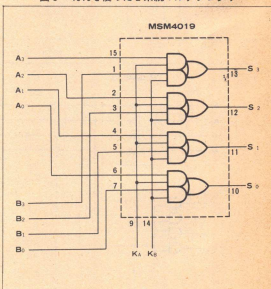 MSM4019
A₃ 15 13 S₃
1
A₂ 2 12 S₂
A₁ 3
A₀ 4 11 S₁
5
6 10 S₀
B₃ 7
B₂
B₁
B₀ 9 14
KA KB